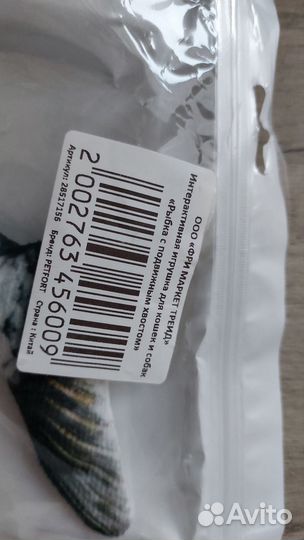 ООО «ФРИ МАРКЕТ ТРЕЙД»
Интерактивная игрушка для кошек и собак
«Рыбка с подвижным хвостом»
2 002763 456009
Артикул: 28517156 Бренд: PETFORT Страна : Китай
Avito